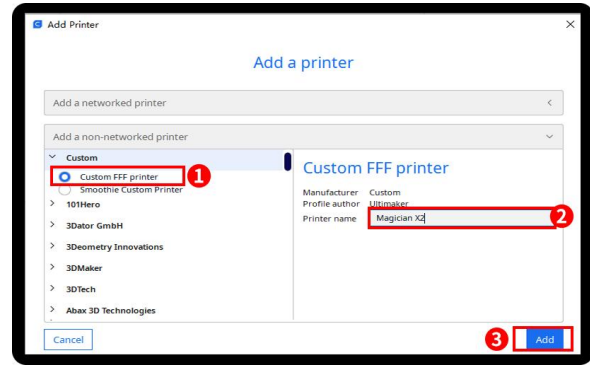 Add Printer
Add a printer
Add a networked printer
Add a non-networked printer
Custom
Custom FFF printer
1
Smoothie Custom Printer
101Hero
3Dator GmbH
3Deometry Innovations
3DMaker
3DTech
Abax 3D Technologies
Custom FFF printer
Manufacturer Custom
Profile author Ultimaker
Printer name Magician X2
2
Cancel
3
Add